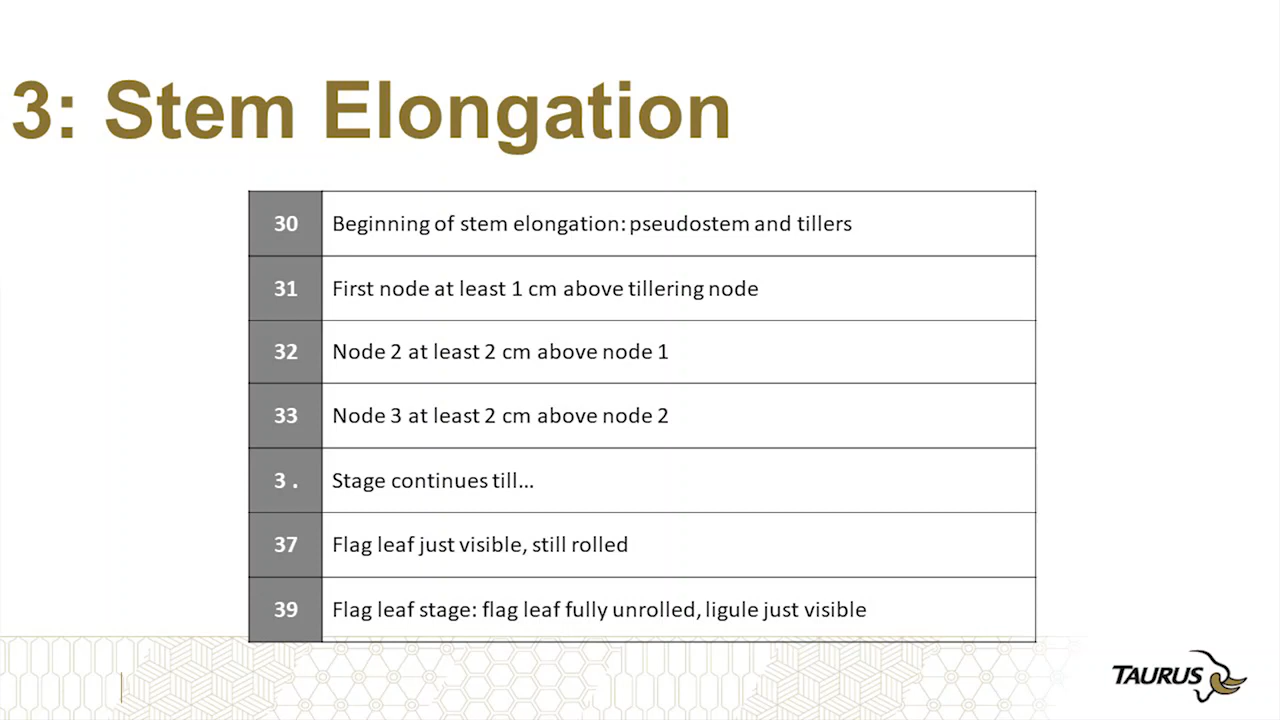 3: Stem Elongation
30 Beginning of stem elongation: pseudostem and tillers
31 First node at least 1 cm above tillering node
32 Node 2 at least 2 cm above node 1
33 Node 3 at least 2 cm above node 2
3 . Stage continues till...
37 Flag leaf just visible, still rolled
39 Flag leaf stage: flag leaf fully unrolled, ligule just visible
TAURUS